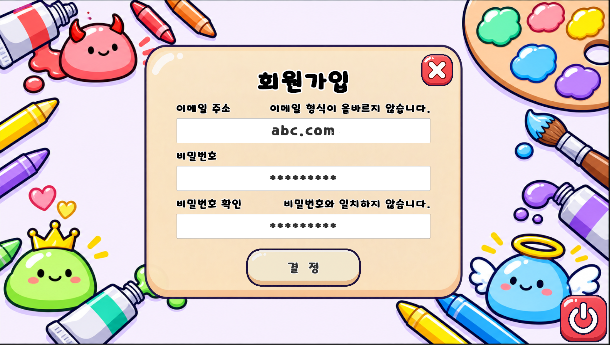 회원가입
이메일 주소 이메일 형식이 올바르지 않습니다.
abc.com
비밀번호
*********
비밀번호 확인 비밀번호와 일치하지 않습니다.
*********
결 정